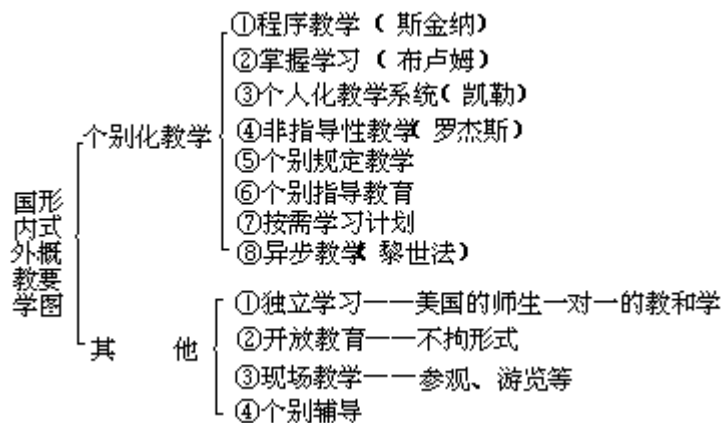 国内外教学形式概要图
个别化教学
①程序教学（斯金纳）
②掌握学习（布卢姆）
③个人化教学系统（凯勒）
④非指导性教学（罗杰斯）
⑤个别规定教学
⑥个别指导教育
⑦按需学习计划
⑧异步教学（黎世法）
其他
①独立学习——美国的师生一对一的教和学
②开放教育——不拘形式
③现场教学——参观、游览等
④个别辅导